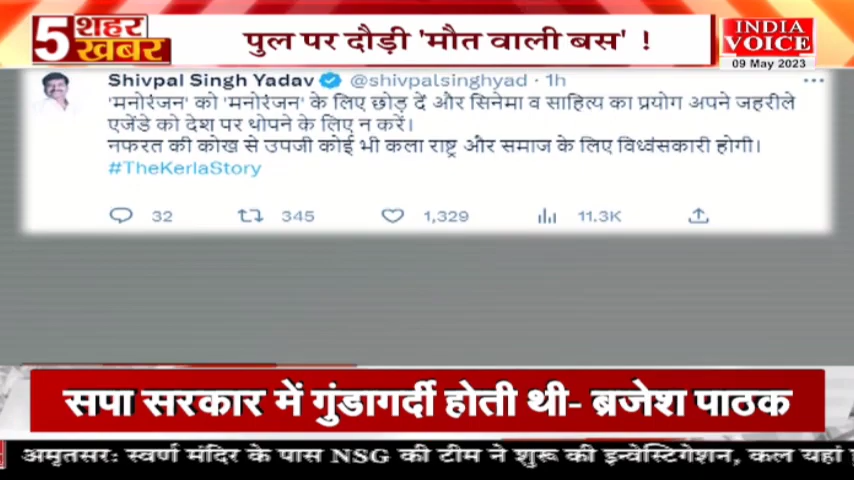 5 शहर
खबर
पुल पर दौड़ी 'मौत वाली बस' !
INDIA
VOICE
09 May 2023
Shivpal Singh Yadav @shivpalsinghyad · 1h
'मनोरंजन' को 'मनोरंजन' के लिए छोड़ दें और सिनेमा व साहित्य का प्रयोग अपने जहरीले
एजेंडे को देश पर थोपने के लिए न करें।
नफरत की कोख से उपजी कोई भी कला राष्ट्र और समाज के लिए विध्वंसकारी होगी।
#TheKerlaStory
32 345 1,329 11.3K
सपा सरकार में गुंडागर्दी होती थी- ब्रजेश पाठक
अमृतसर: स्वर्ण मंदिर के पास NSG की टीम ने शुरू की इन्वेस्टिगेशन, कल यहां